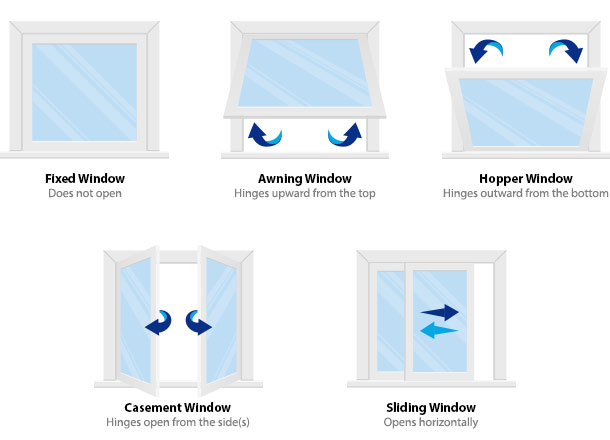 Fixed Window
Does not open
Awning Window
Hinges upward from the top
Hopper Window
Hinges outward from the bottom
Casement Window
Hinges open from the side(s)
Sliding Window
Opens horizontally